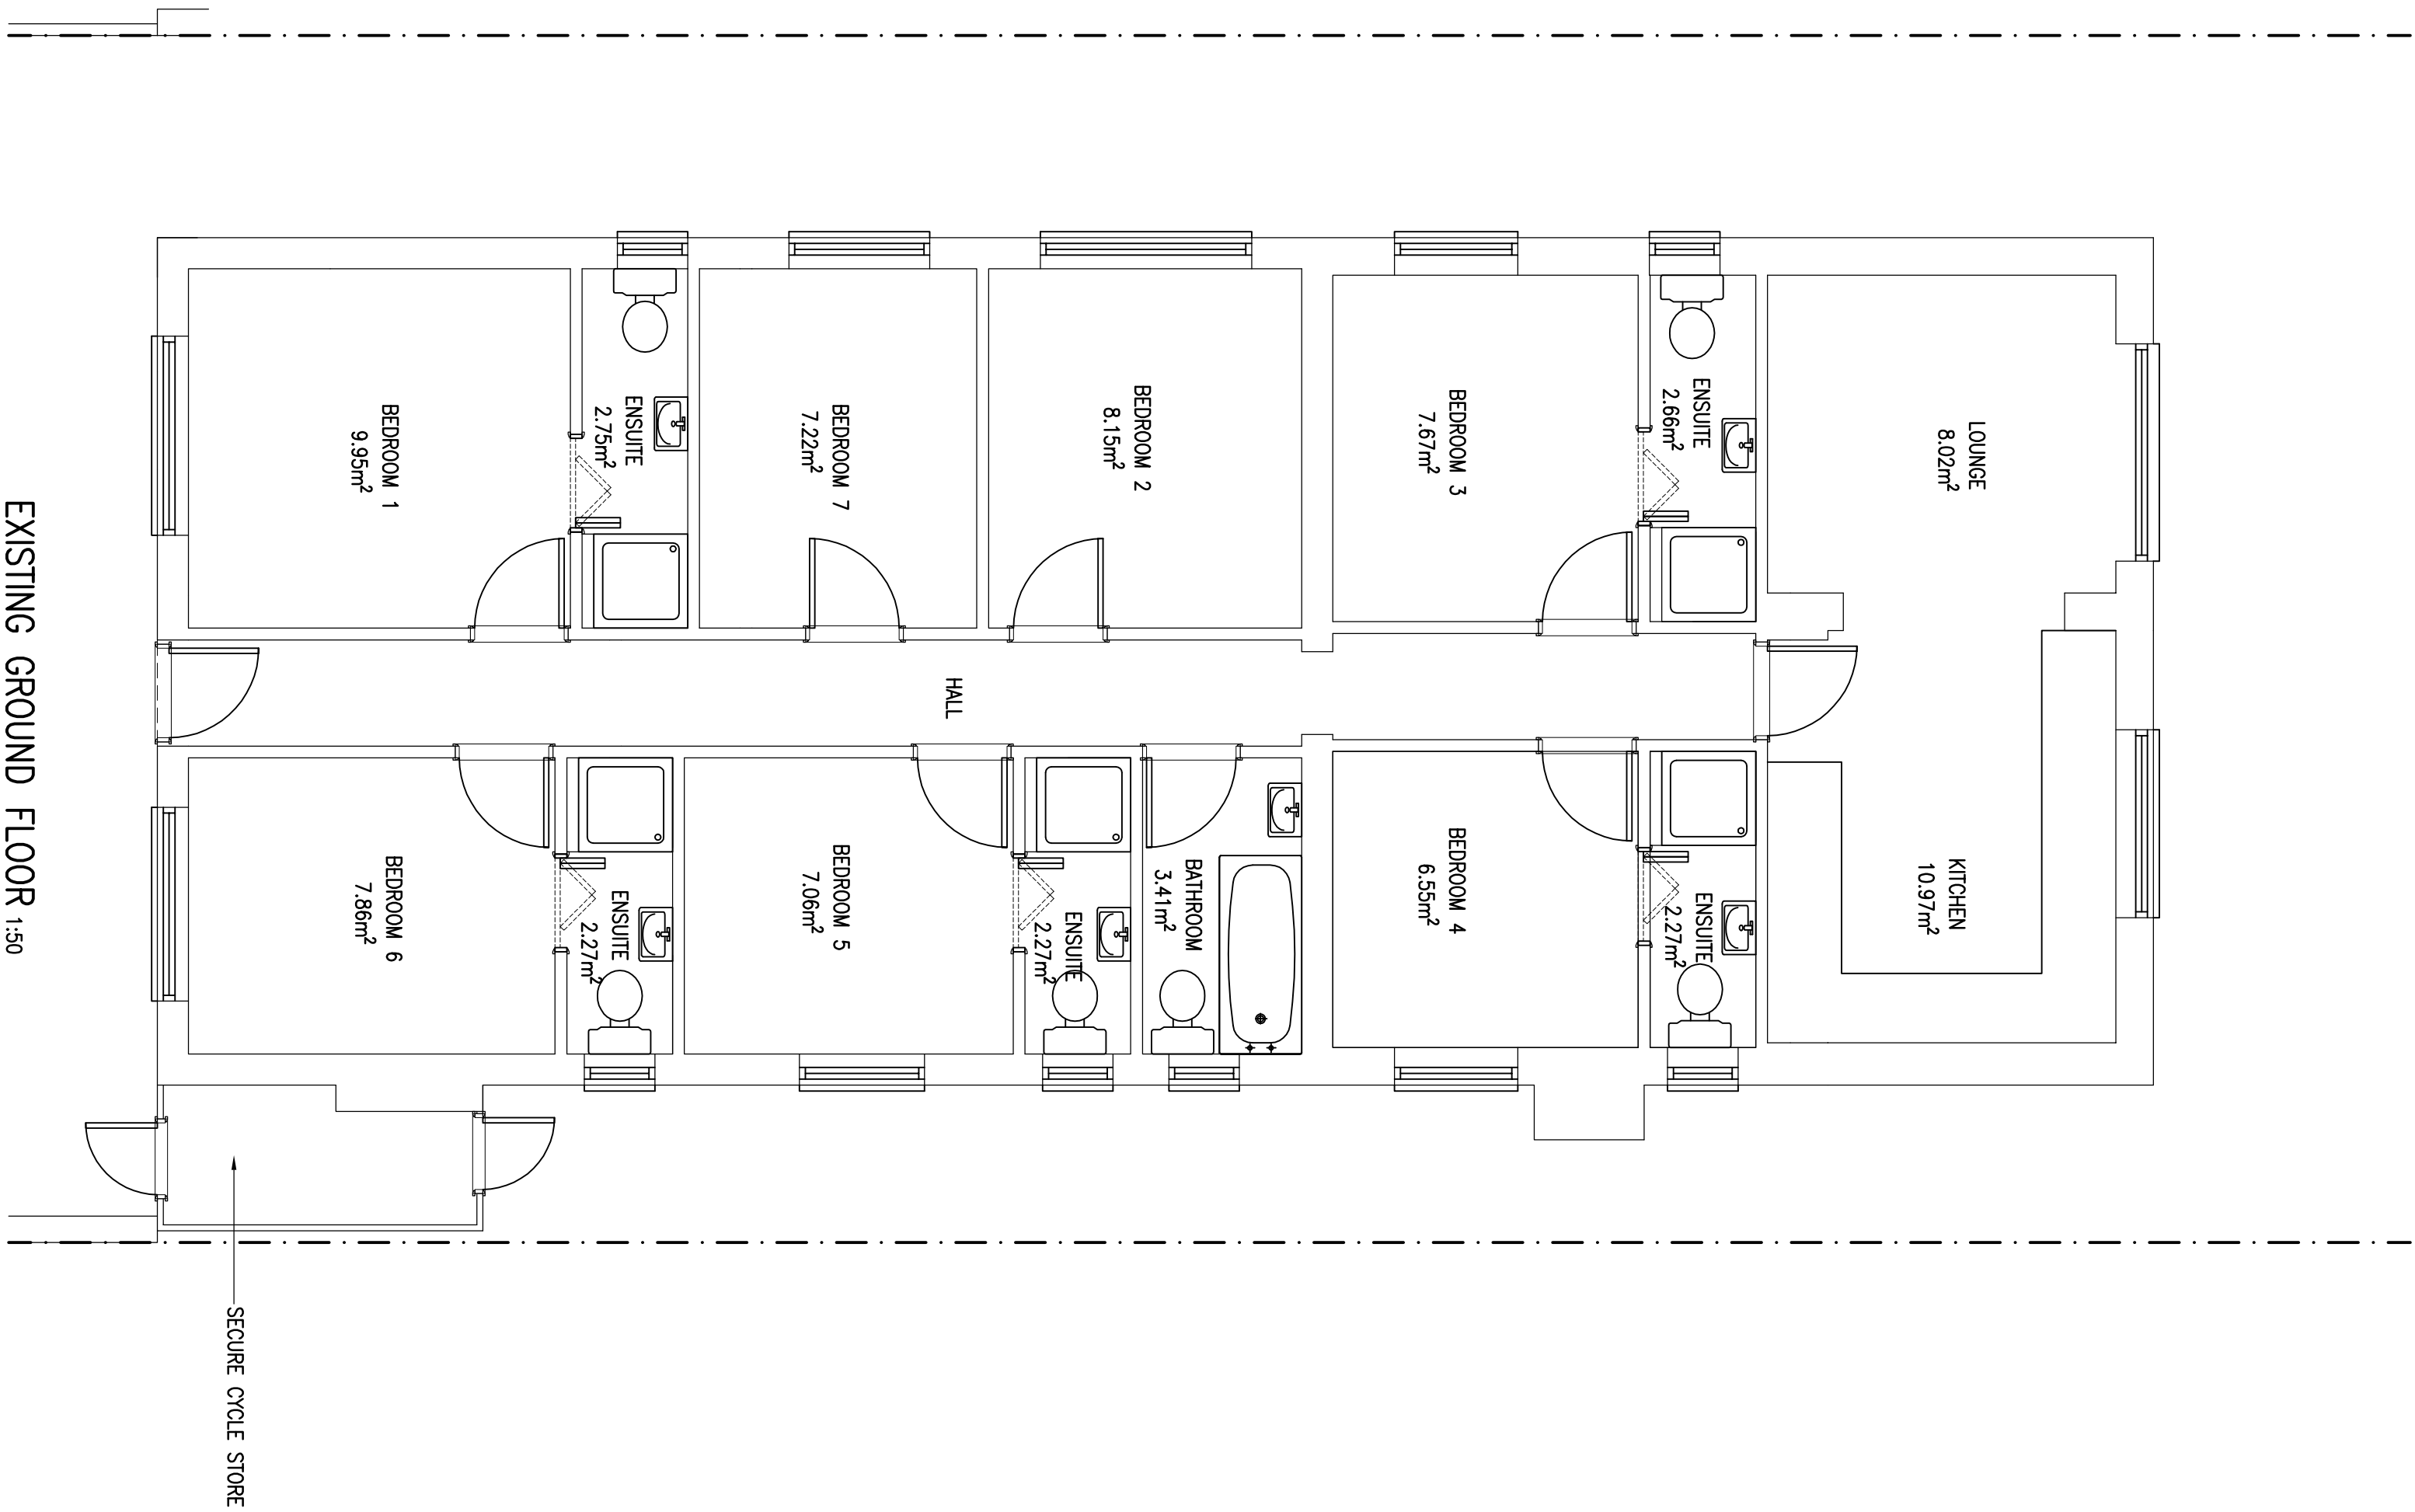 LOUNGE
8.02m²
KITCHEN
10.97m²
ENSUITE
2.66m²
ENSUITE
2.27m²
BEDROOM 3
7.67m²
BEDROOM 4
6.55m²
BEDROOM 2
8.15m²
BATHROOM
3.41m²
HALL
ENSUITE
2.27m²
BEDROOM 7
7.22m²
BEDROOM 5
7.06m²
ENSUITE
2.75m²
ENSUITE
2.27m²
BEDROOM 1
9.95m²
BEDROOM 6
7.86m²
SECURE CYCLE STORE
EXISTING GROUND FLOOR 1:50